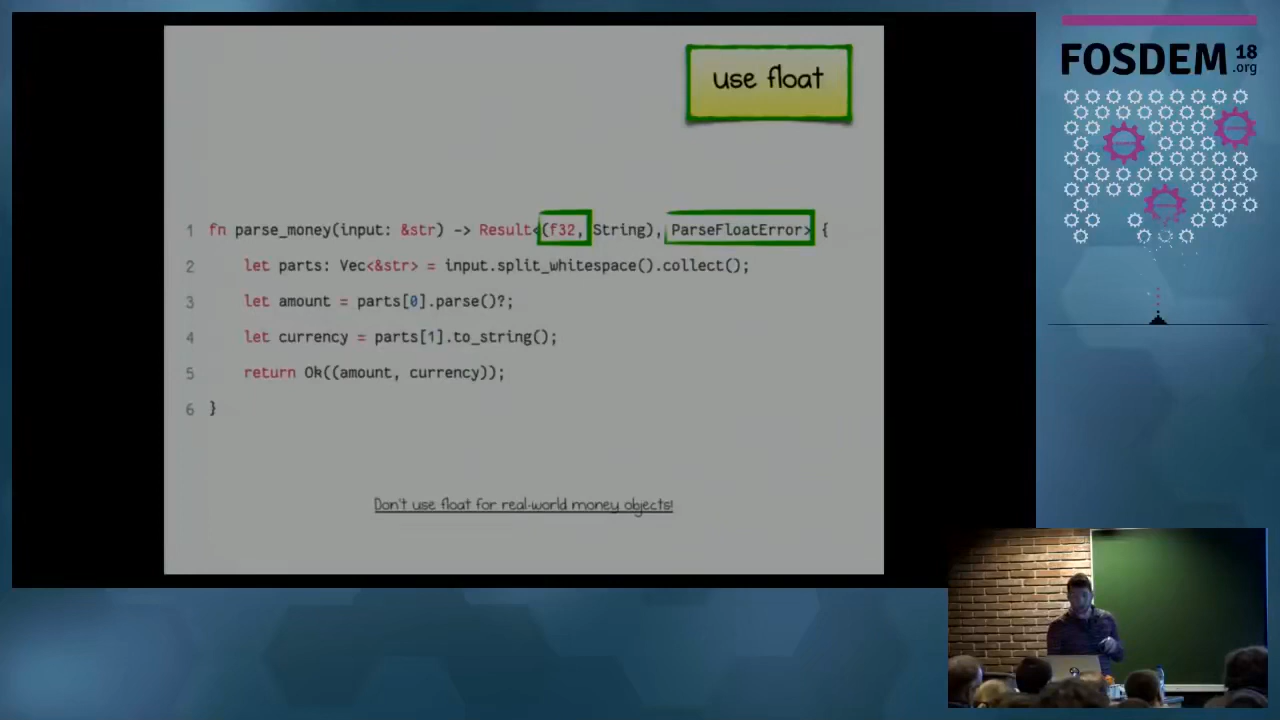 use float
1 fn parse_money(input: &str) -> Result<(f32, String), ParseFloatError> {
2 let parts: Vec<&str> = input.split_whitespace().collect();
3 let amount = parts[0].parse()?;
4 let currency = parts[1].to_string();
5 return Ok((amount, currency));
6 }
Don't use float for real-world money objects!
FOSDEM 18
.org